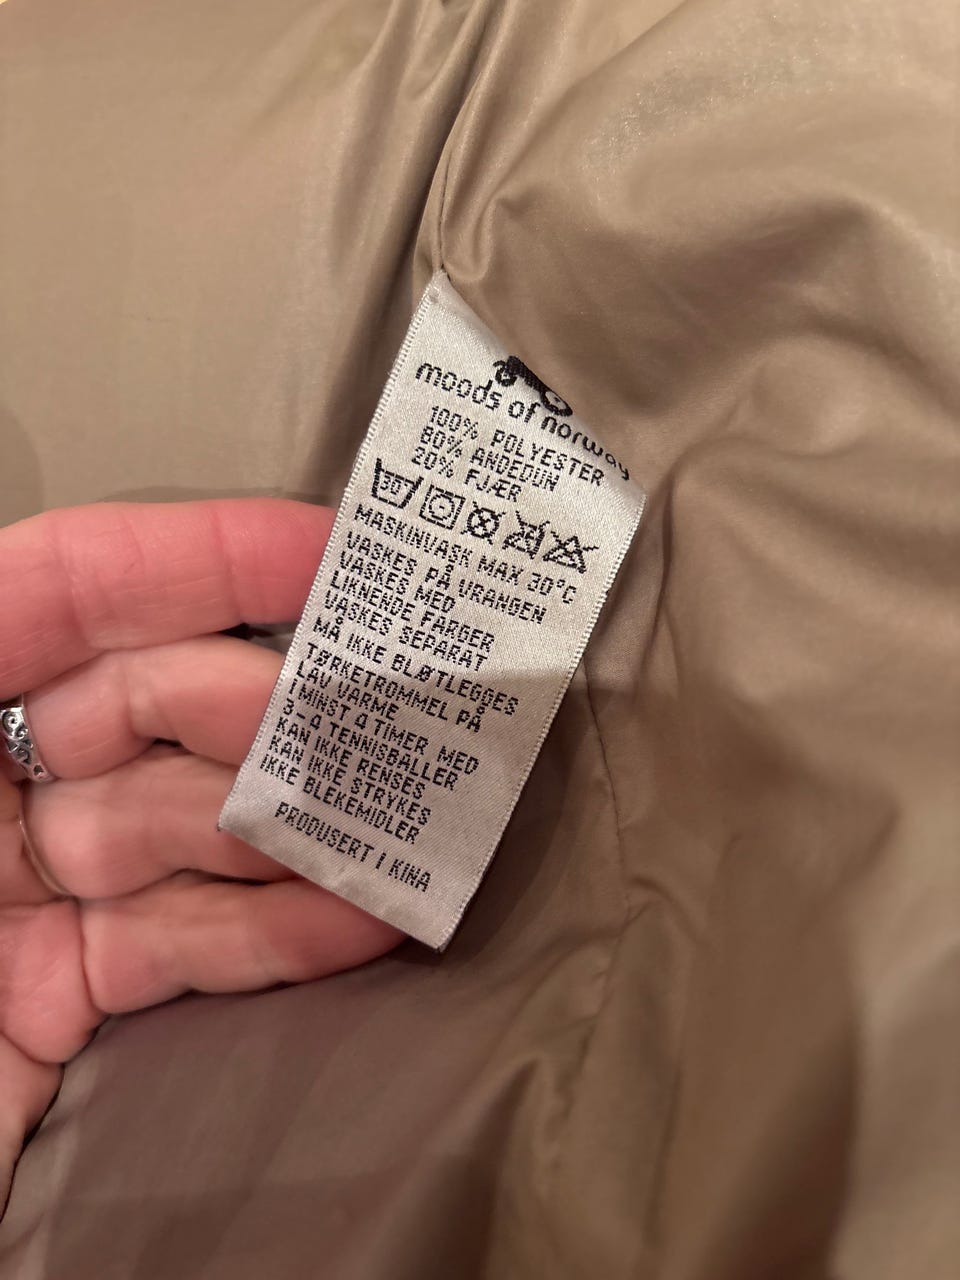 moods of norway
100% POLYESTER
80% ANDEDUN
20% FJÆR
30°
MASKINVASK MAX 30°C
VASKES PÅ VRANGEN
VASKES MED
LIKNENDE FARGER
VASKES SEPARAT
MÅ IKKE BLØTLEGGES
TØRKETROMMEL PÅ
LAV VARME
I MINST 4 TIMER MED
3-4 TENNISBALLER
KAN IKKE RENSES
KAN IKKE STRYKES
IKKE BLEKEMIDLER
PRODUSERT I KINA